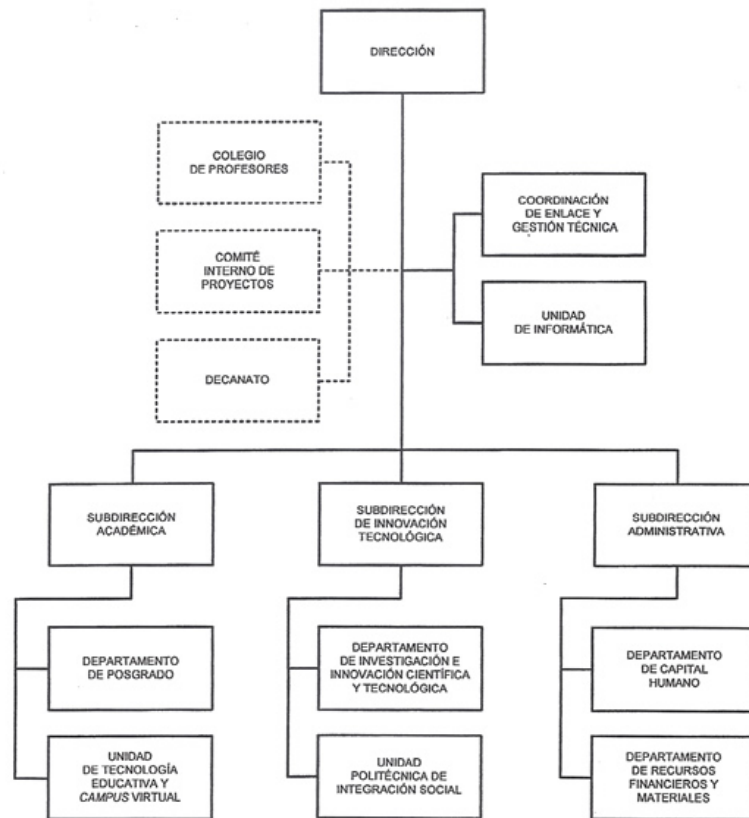 DIRECCIÓN
COLEGIO
DE PROFESORES
COORDINACIÓN
DE ENLACE Y
GESTIÓN TÉCNICA
COMITÉ
INTERNO DE
PROYECTOS
UNIDAD
DE INFORMÁTICA
DECANATO
SUBDIRECCIÓN
ACADÉMICA
SUBDIRECCIÓN
DE INNOVACIÓN
TECNOLÓGICA
SUBDIRECCIÓN
ADMINISTRATIVA
DEPARTAMENTO
DE POSGRADO
DEPARTAMENTO
DE INVESTIGACIÓN E
INNOVACIÓN CIENTÍFICA
Y TECNOLÓGICA
DEPARTAMENTO
DE CAPITAL
HUMANO
UNIDAD
DE TECNOLOGÍA
EDUCATIVA Y
CAMPUS VIRTUAL
UNIDAD
POLITÉCNICA DE
INTEGRACIÓN SOCIAL
DEPARTAMENTO
DE RECURSOS
FINANCIEROS Y
MATERIALES